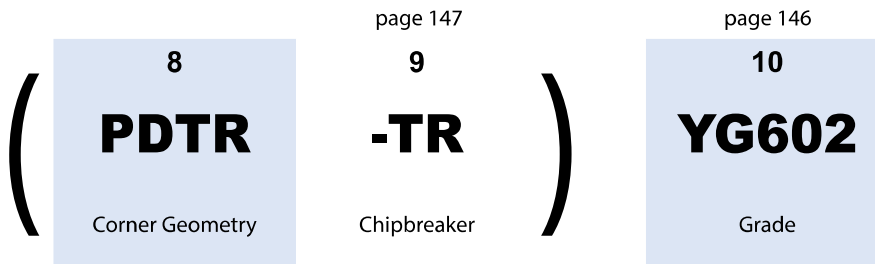 page 147 page 146
8 9 10
( PDTR -TR ) YG602
Corner Geometry Chipbreaker Grade